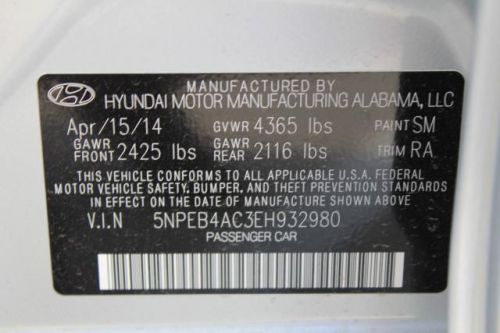 MANUFACTURED BY
HYUNDAI MOTOR MANUFACTURING ALABAMA, LLC
Apr/15/14 GVWR 4365 lbs PAINT SM
GAWR FRONT 2425 lbs GAWR REAR 2116 lbs TRIM RA
THIS VEHICLE CONFORMS TO ALL APPLICABLE U.S.A. FEDERAL
MOTOR VEHICLE SAFETY, BUMPER, AND THEFT PREVENTION STANDARDS
IN EFFECT ON THE DATE OF MANUFACTURE SHOWN ABOVE.
V.I.N 5NPEB4AC3EH932980
PASSENGER CAR